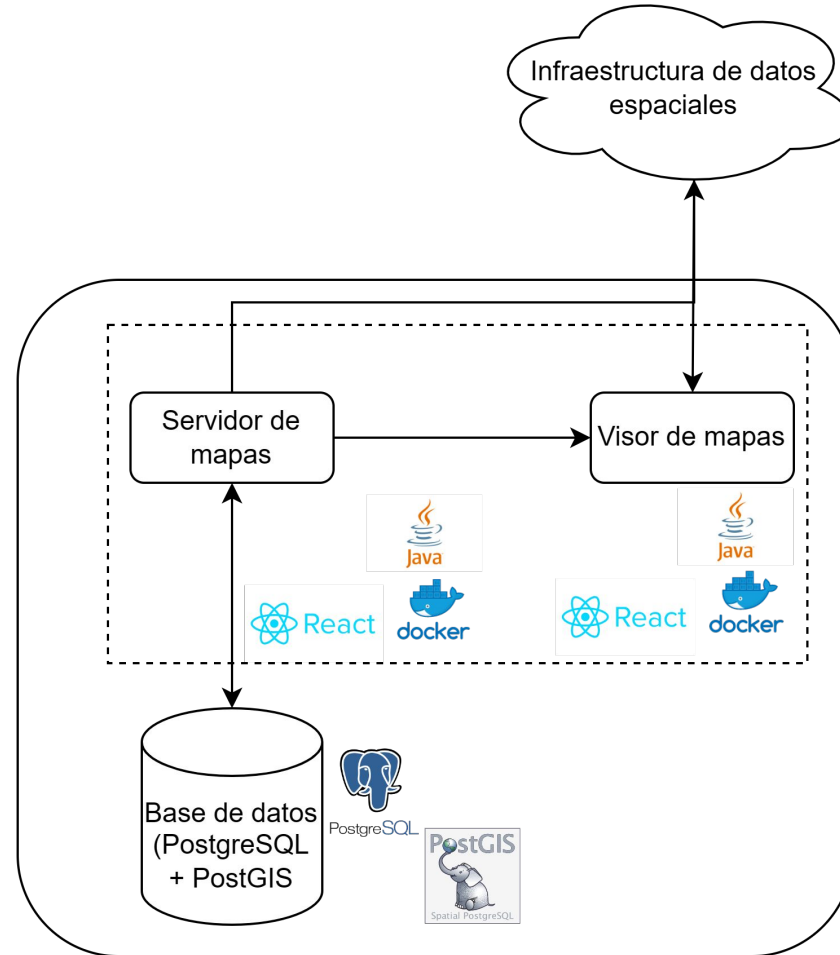 Infraestructura de datos
espaciales
Servidor de
mapas
Visor de mapas
Java
Java
React
docker
React
docker
Base de datos
(PostgreSQL
+ PostGIS
PostgreSQL
PostGIS
Spatial PostgreSQL